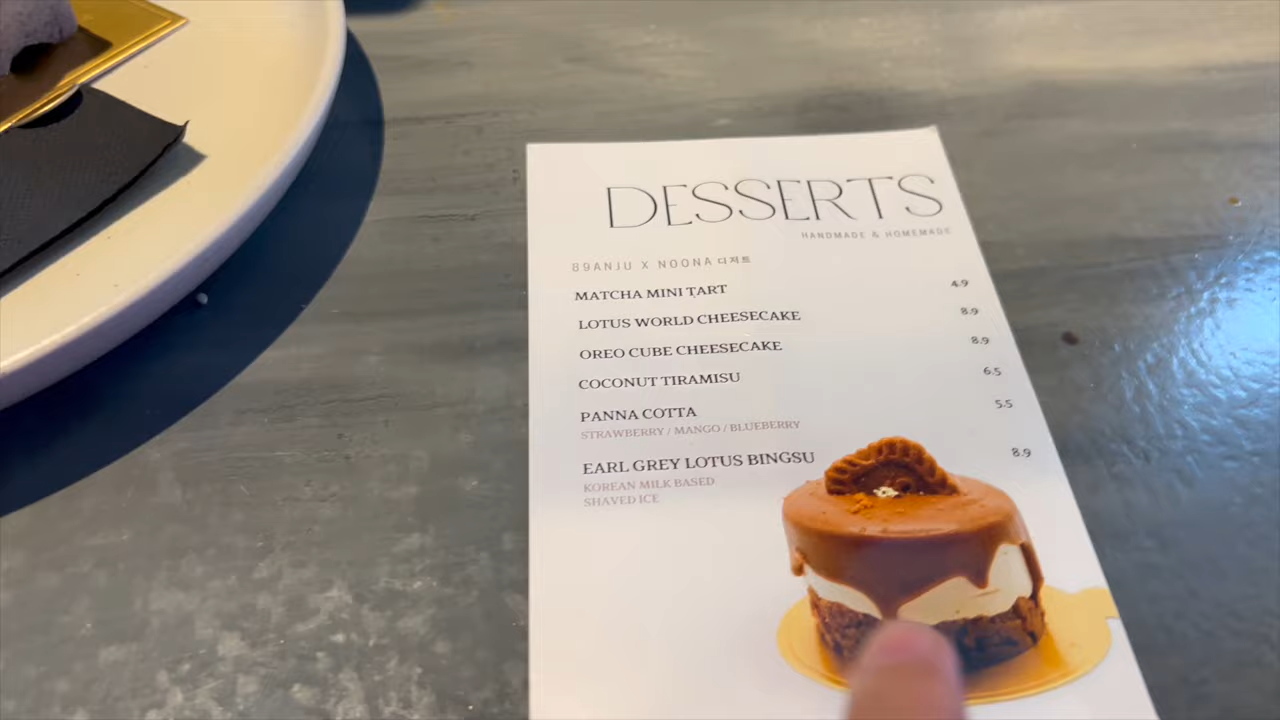 DESSERTS
HANDMADE & HOMEMADE
89ANJU X NOONA 디저트
MATCHA MINI TART 4.9
LOTUS WORLD CHEESECAKE 8.9
OREO CUBE CHEESECAKE 8.9
COCONUT TIRAMISU 6.5
PANNA COTTA 5.5
STRAWBERRY / MANGO / BLUEBERRY
EARL GREY LOTUS BINGSU 8.9
KOREAN MILK BASED
SHAVED ICE